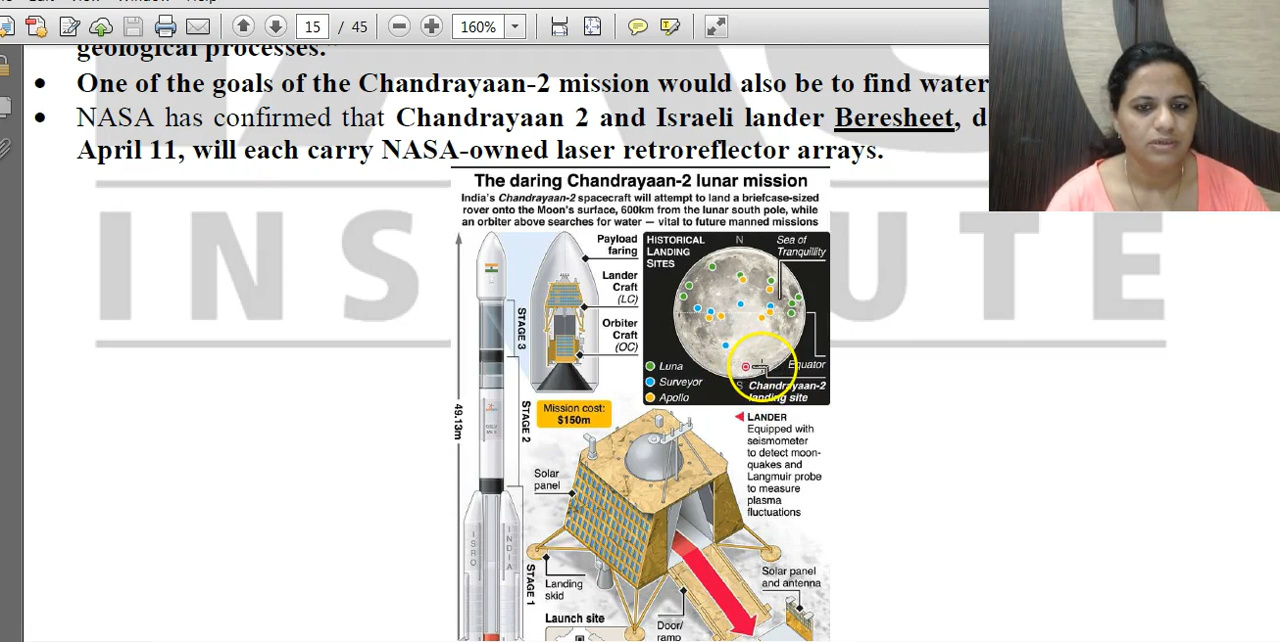 15 / 45
160%
geological processes."
One of the goals of the Chandrayaan-2 mission would also be to find water
NASA has confirmed that Chandrayaan 2 and Israeli lander Beresheet, d
April 11, will each carry NASA-owned laser retroreflector arrays.
INSTITUTE
The daring Chandrayaan-2 lunar mission
India's Chandrayaan-2 spacecraft will attempt to land a briefcase-sized
rover onto the Moon's surface, 600km from the lunar south pole, while
an orbiter above searches for water — vital to future manned missions
Payload
faring
Lander
Craft
(LC)
Orbiter
Craft
(OC)
STAGE 3
STAGE 2
STAGE 1
49.13m
ISRO
INDIA
Mission cost:
$150m
HISTORICAL
LANDING
SITES
N
Sea of
Tranquillity
Equator
Luna
Surveyor
Apollo
S
Chandrayaan-2
landing site
LANDER
Equipped with
seismometer
to detect moon-
quakes and
Langmuir probe
to measure
plasma
fluctuations
Solar
panel
Landing
skid
Launch site
Door/
ramp
Solar panel
and antenna